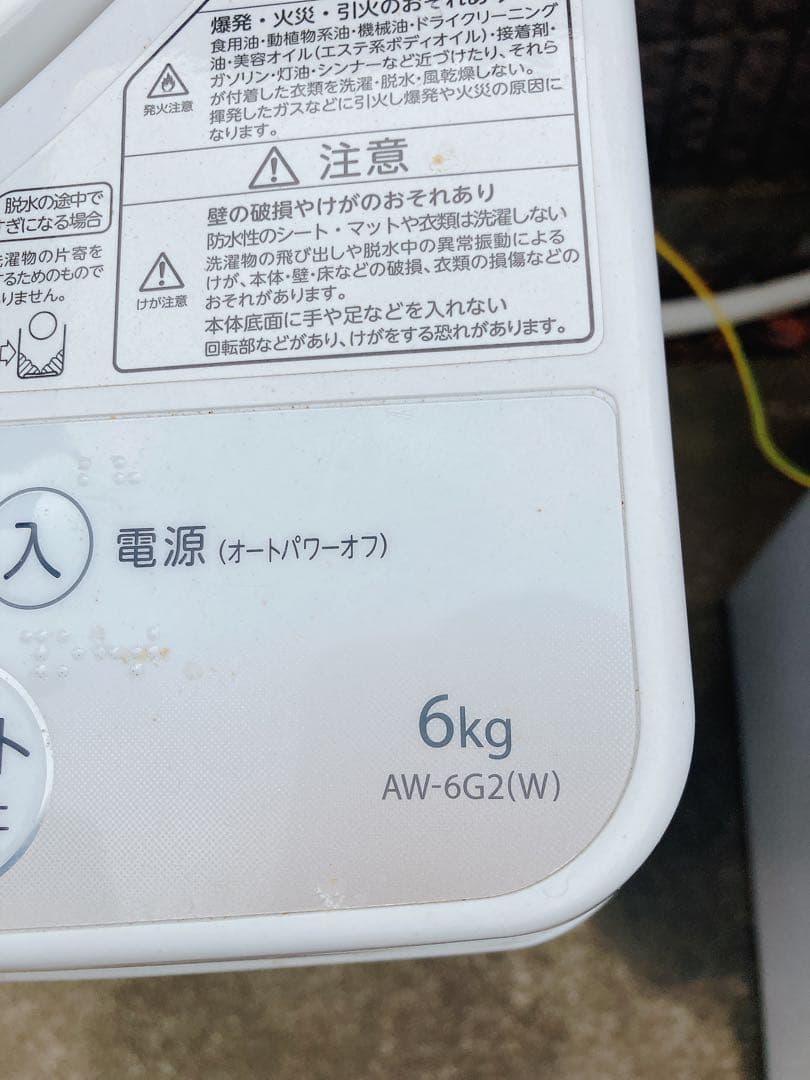 爆発・火災・引火のおそれあり
食用油・動植物系油・機械油・ドライクリーニング
油・美容オイル(エステ系ボディオイル)・接着剤・
ガソリン・灯油・シンナーなど近づけたり、それら
が付着した衣類を洗濯・脱水・風乾燥しない。
揮発したガスなどに引火し爆発や火災の原因に
なります。
発火注意
注意
脱水の途中で
すぎになる場合
洗濯物の片寄を
するためのもので
ありません。
壁の破損やけがのおそれあり
防水性のシート・マットや衣類は洗濯しない
洗濯物の飛び出しや脱水中の異常振動による
けが、本体・壁・床などの破損、衣類の損傷などの
おそれがあります。
けが注意
本体底面に手や足などを入れない
回転部などがあり、けがをする恐れがあります。
入
電源(オートパワーオフ)
ト
6kg
AW-6G2(W)